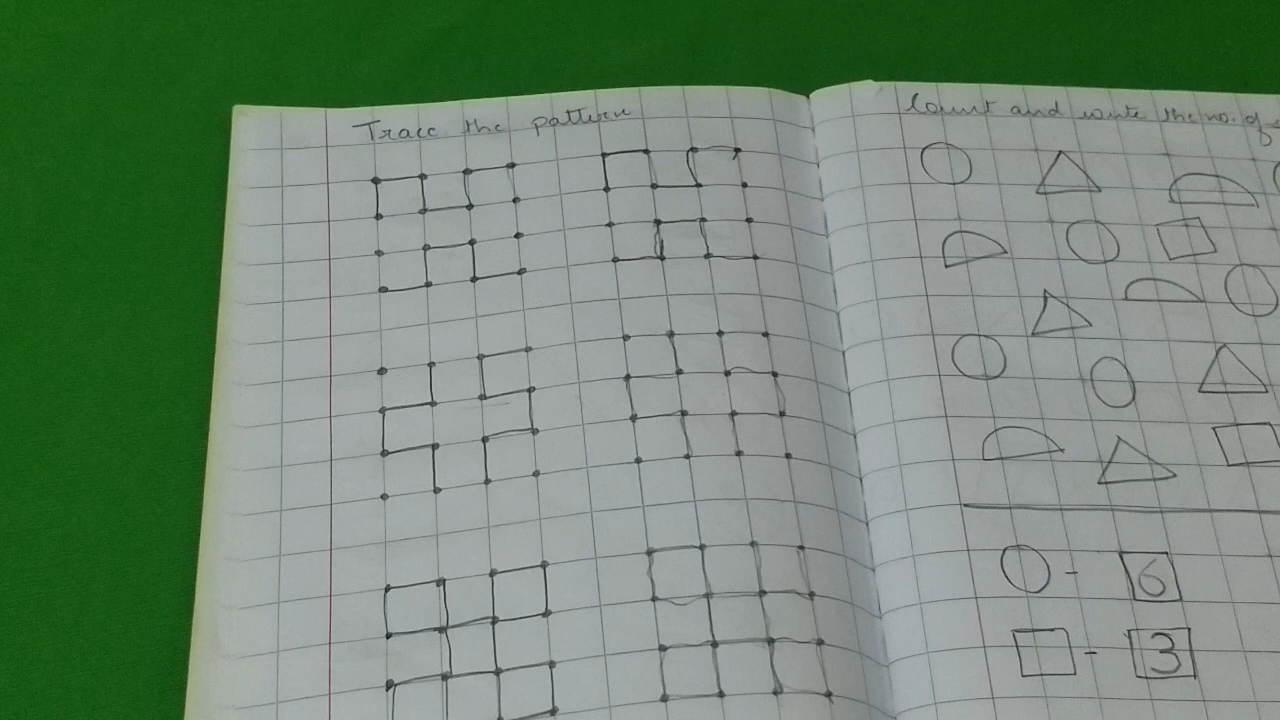 Trace the pattern
Count and write the no. of
- 6
- 3